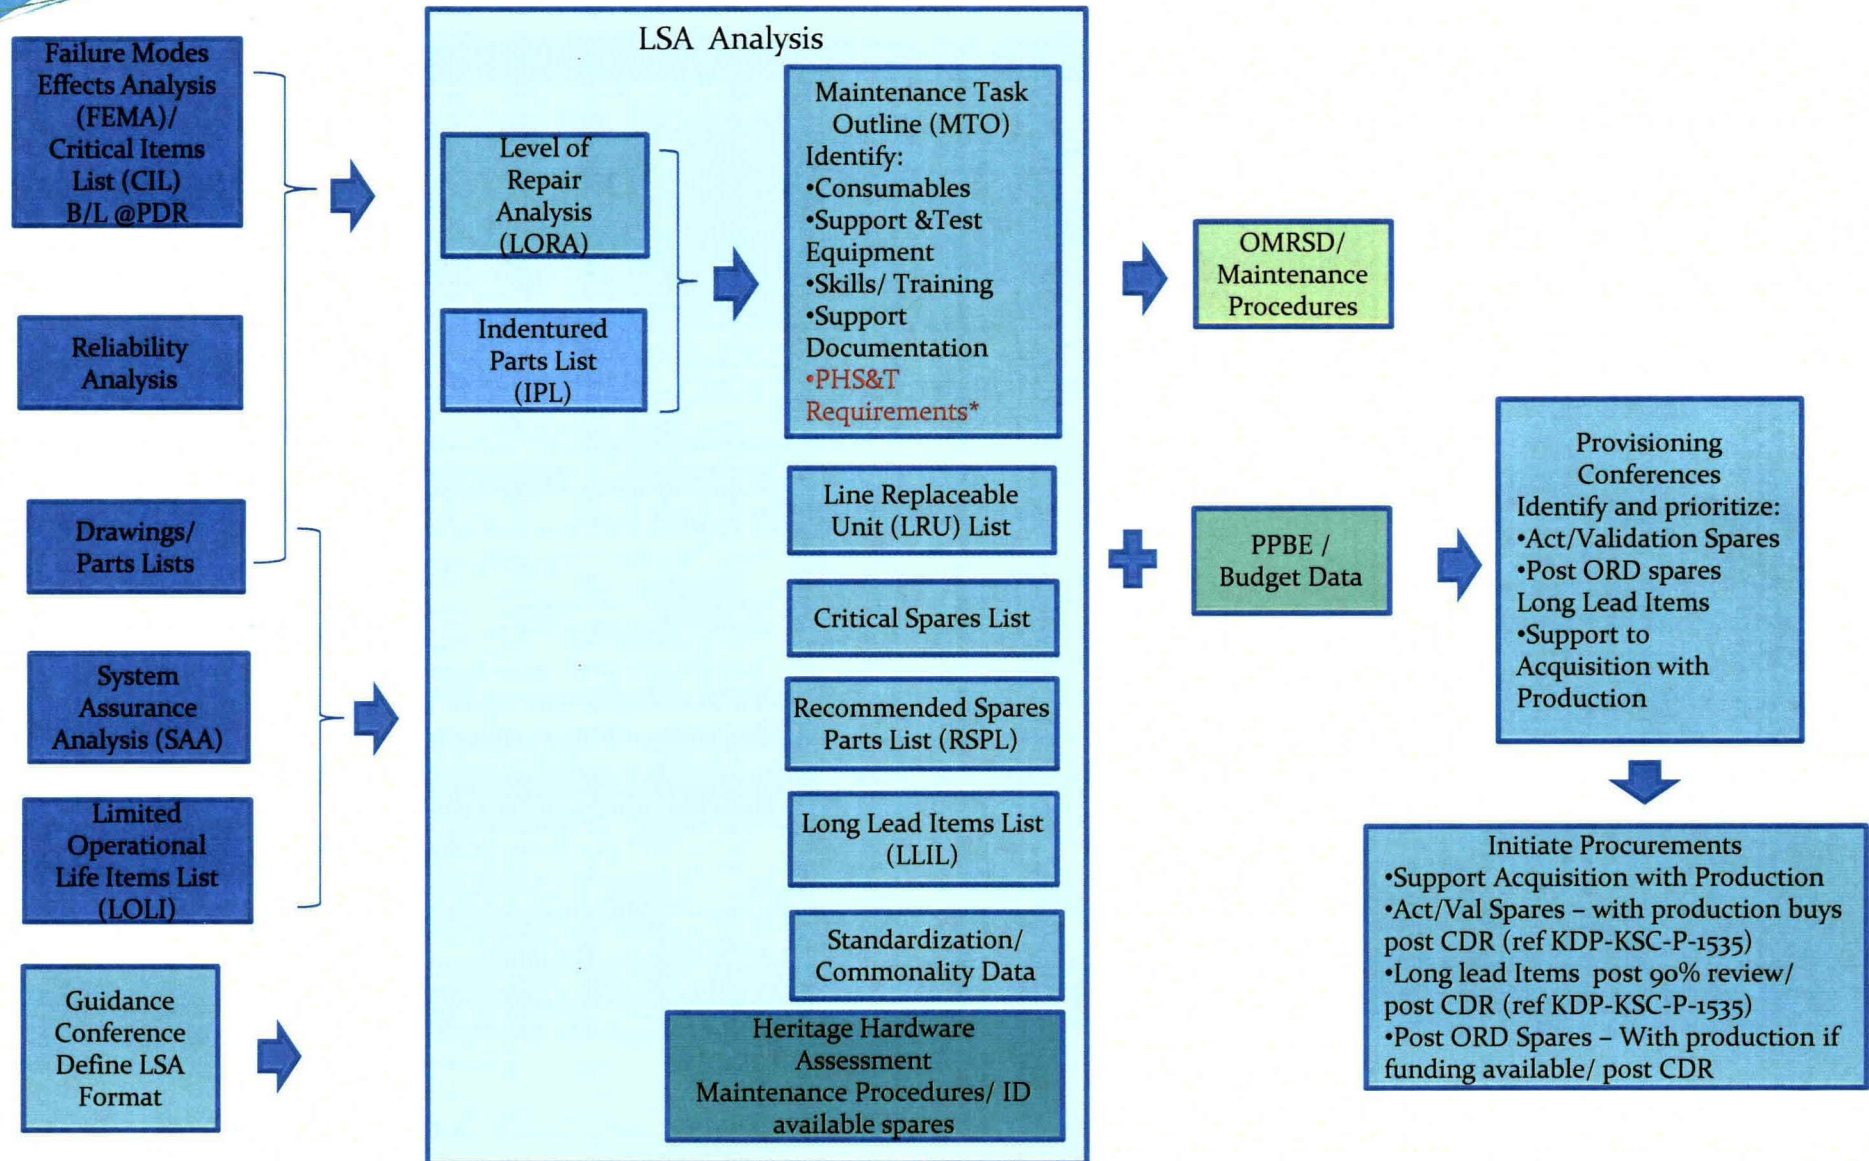 Failure Modes
Effects Analysis
(FEMA)/
Critical Items
List (CIL)
B/L @PDR
Reliability
Analysis
Drawings/
Parts Lists
System
Assurance
Analysis (SAA)
Limited
Operational
Life Items List
(LOLI)
Guidance
Conference
Define LSA
Format
LSA Analysis
Level of
Repair
Analysis
(LORA)
Indentured
Parts List
(IPL)
Maintenance Task
Outline (MTO)
Identify:
•Consumables
•Support &Test
Equipment
•Skills/ Training
•Support
Documentation
•PHS&T
Requirements*
Line Replaceable
Unit (LRU) List
Critical Spares List
Recommended Spares
Parts List (RSPL)
Long Lead Items List
(LLIL)
Standardization/
Commonality Data
Heritage Hardware
Assessment
Maintenance Procedures/ ID
available spares
OMRSD/
Maintenance
Procedures
PPBE /
Budget Data
Provisioning
Conferences
Identify and prioritize:
•Act/Validation Spares
•Post ORD spares
Long Lead Items
•Support to
Acquisition with
Production
Initiate Procurements
•Support Acquisition with Production
•Act/Val Spares – with production buys
post CDR (ref KDP-KSC-P-1535)
•Long lead Items post 90% review/
post CDR (ref KDP-KSC-P-1535)
•Post ORD Spares – With production if
funding available/ post CDR